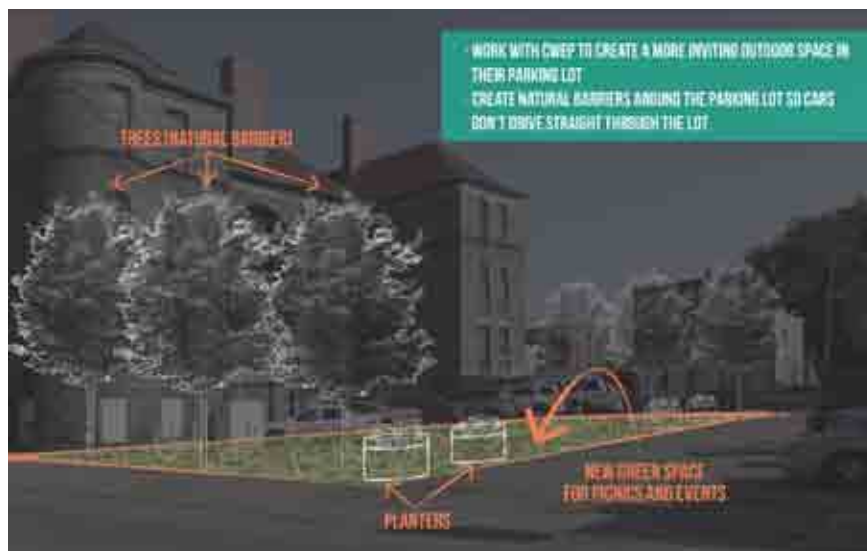 - WORK WITH CWEP TO CREATE A MORE INVITING OUTDOOR SPACE IN
THEIR PARKING LOT
- CREATE NATURAL BARRIERS AROUND THE PARKING LOT SO CARS
DON'T DRIVE STRAIGHT THROUGH THE LOT
TREES (NATURAL BARRIER)
NEW GREEN SPACE
FOR PICNICS AND EVENTS
PLANTERS